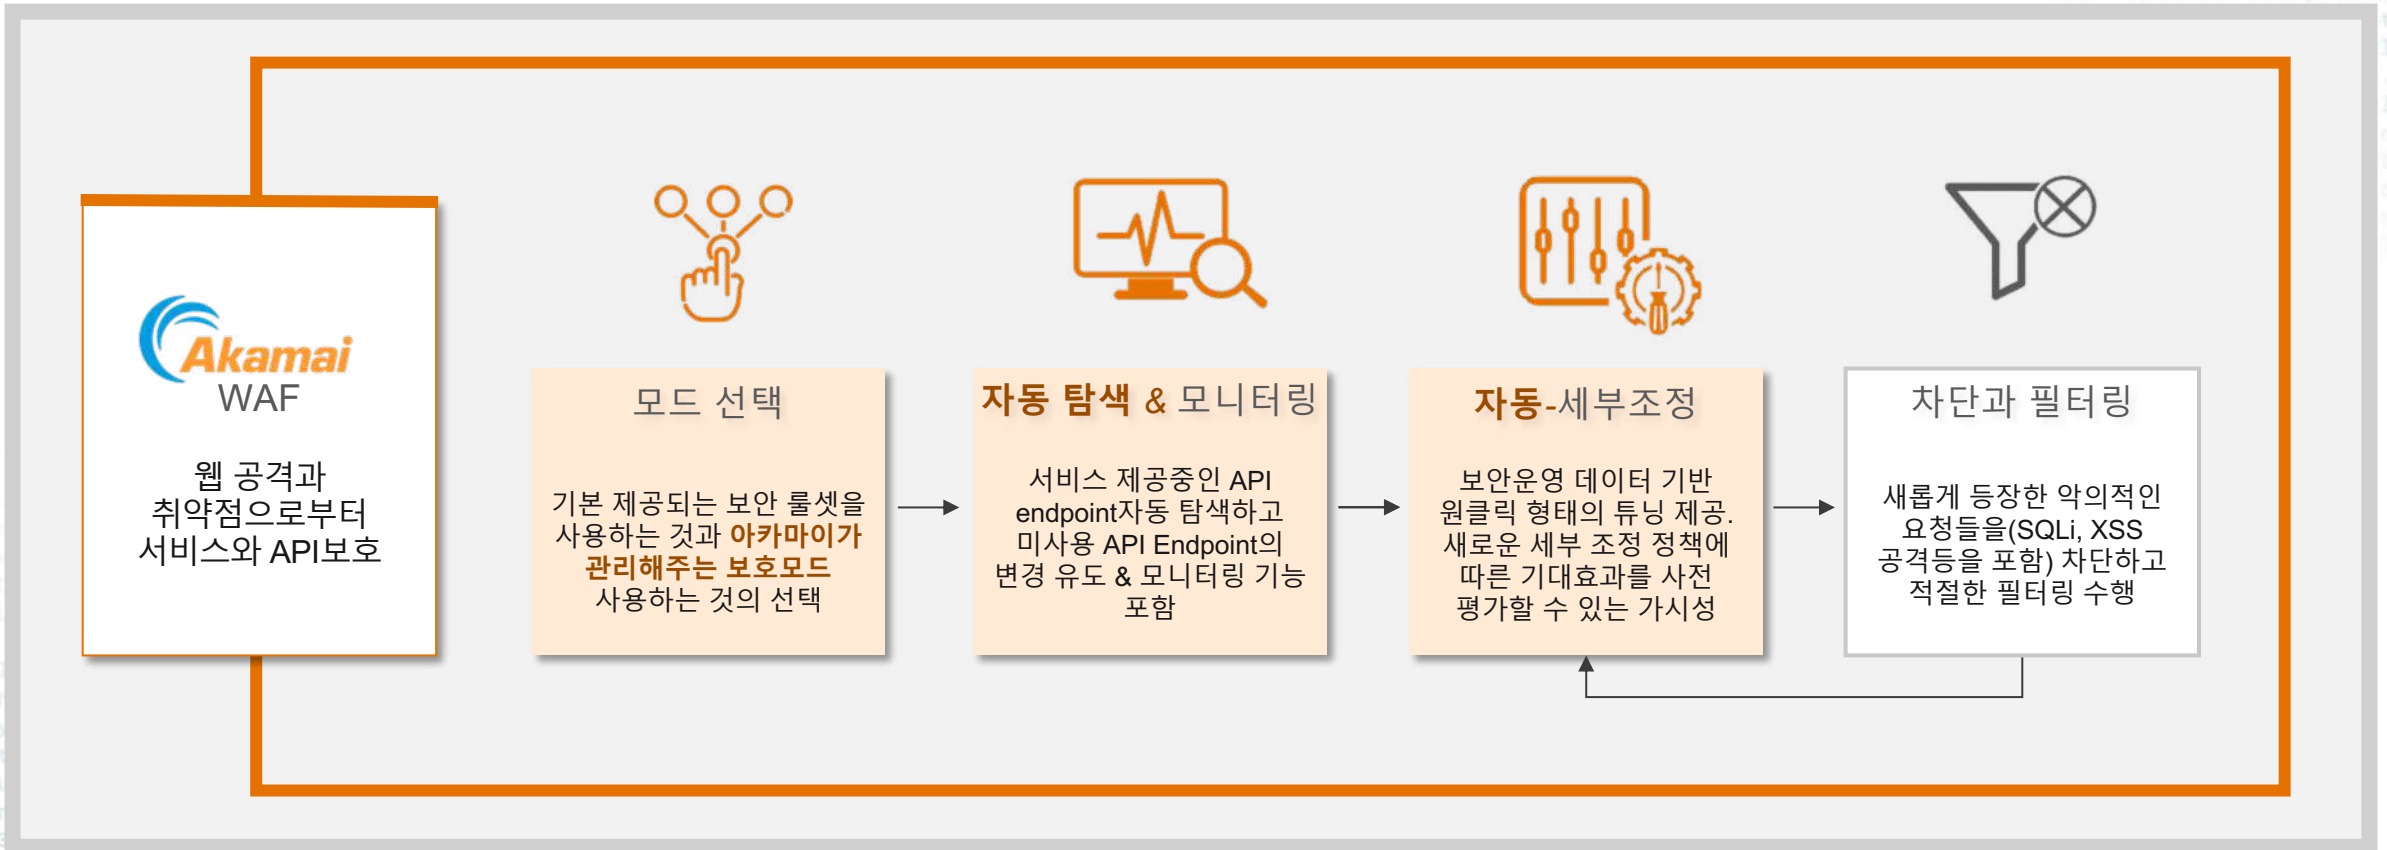 Akamai
WAF
웹 공격과
취약점으로부터
서비스와 API보호
모드 선택
기본 제공되는 보안 룰셋을
사용하는 것과 아카마이가
관리해주는 보호모드
사용하는 것의 선택
자동 탐색 & 모니터링
서비스 제공중인 API
endpoint자동 탐색하고
미사용 API Endpoint의
변경 유도 & 모니터링 기능
포함
자동-세부조정
보안운영 데이터 기반
원클릭 형태의 튜닝 제공.
새로운 세부 조정 정책에
따른 기대효과를 사전
평가할 수 있는 가시성
차단과 필터링
새롭게 등장한 악의적인
요청들을(SQLi, XSS
공격등을 포함) 차단하고
적절한 필터링 수행